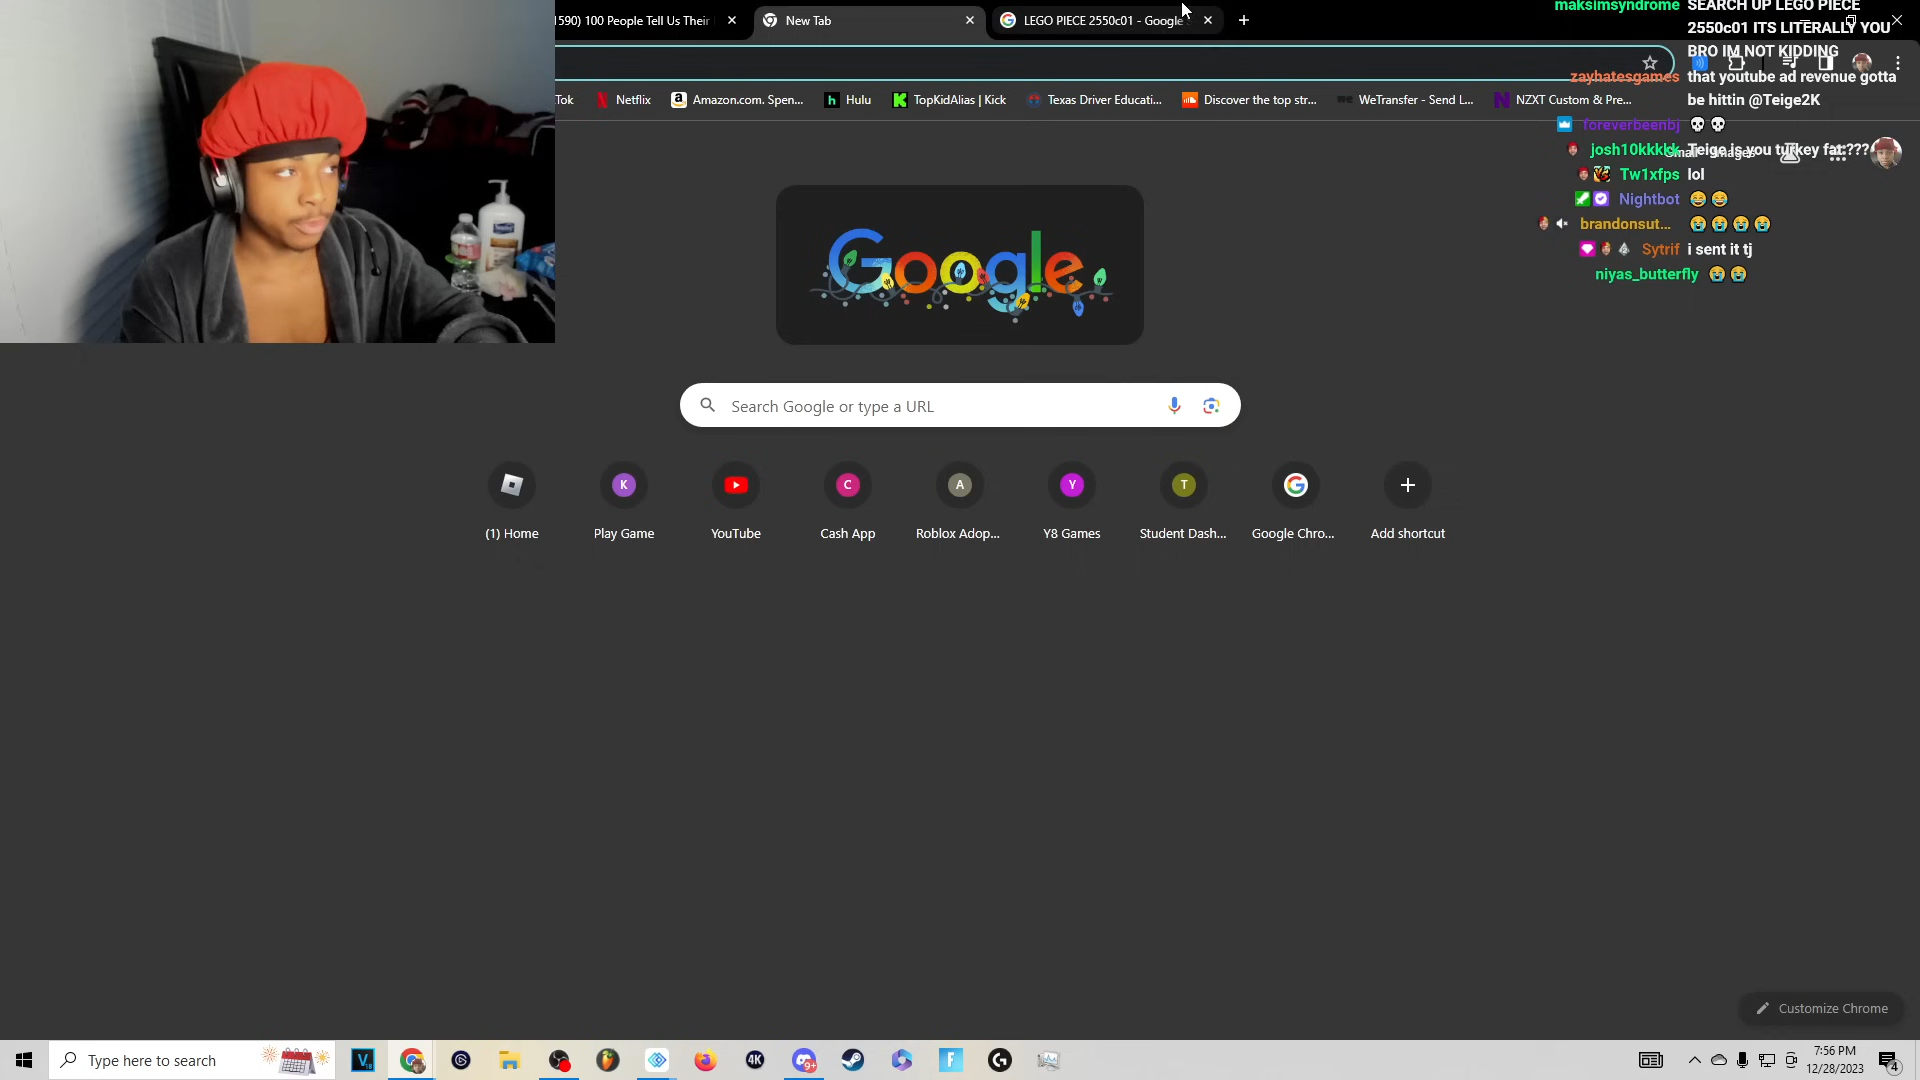 1590) 100 People Tell Us Their
New Tab
LEGO PIECE 2550c01 - Google
Tok
Netflix
Amazon.com. Spen...
Hulu
TopKidAlias | Kick
Texas Driver Educati...
Discover the top str...
WeTransfer - Send L...
NZXT Custom & Pre...
maksimsyndrome SEARCH UP LEGO PIECE
2550c01 ITS LITERALLY YOU
BRO IM NOT KIDDING
zayhatesgames that youtube ad revenue gotta
be hittin @Teige2K
foreverbeenbj 💀💀
josh10kkkkk Teige is you turkey fat???
Tw1xfps lol
Nightbot 😂😂
brandonsut... 😭😭😭😭
Sytrif i sent it tj
niyas_butterfly 😭😭
Gmail Images
Google
Search Google or type a URL
K
C
A
Y
T
(1) Home
Play Game
YouTube
Cash App
Roblox Adop...
Y8 Games
Student Dash...
Google Chro...
Add shortcut
Customize Chrome
Type here to search
4K
9+
7:56 PM
12/28/2023
4